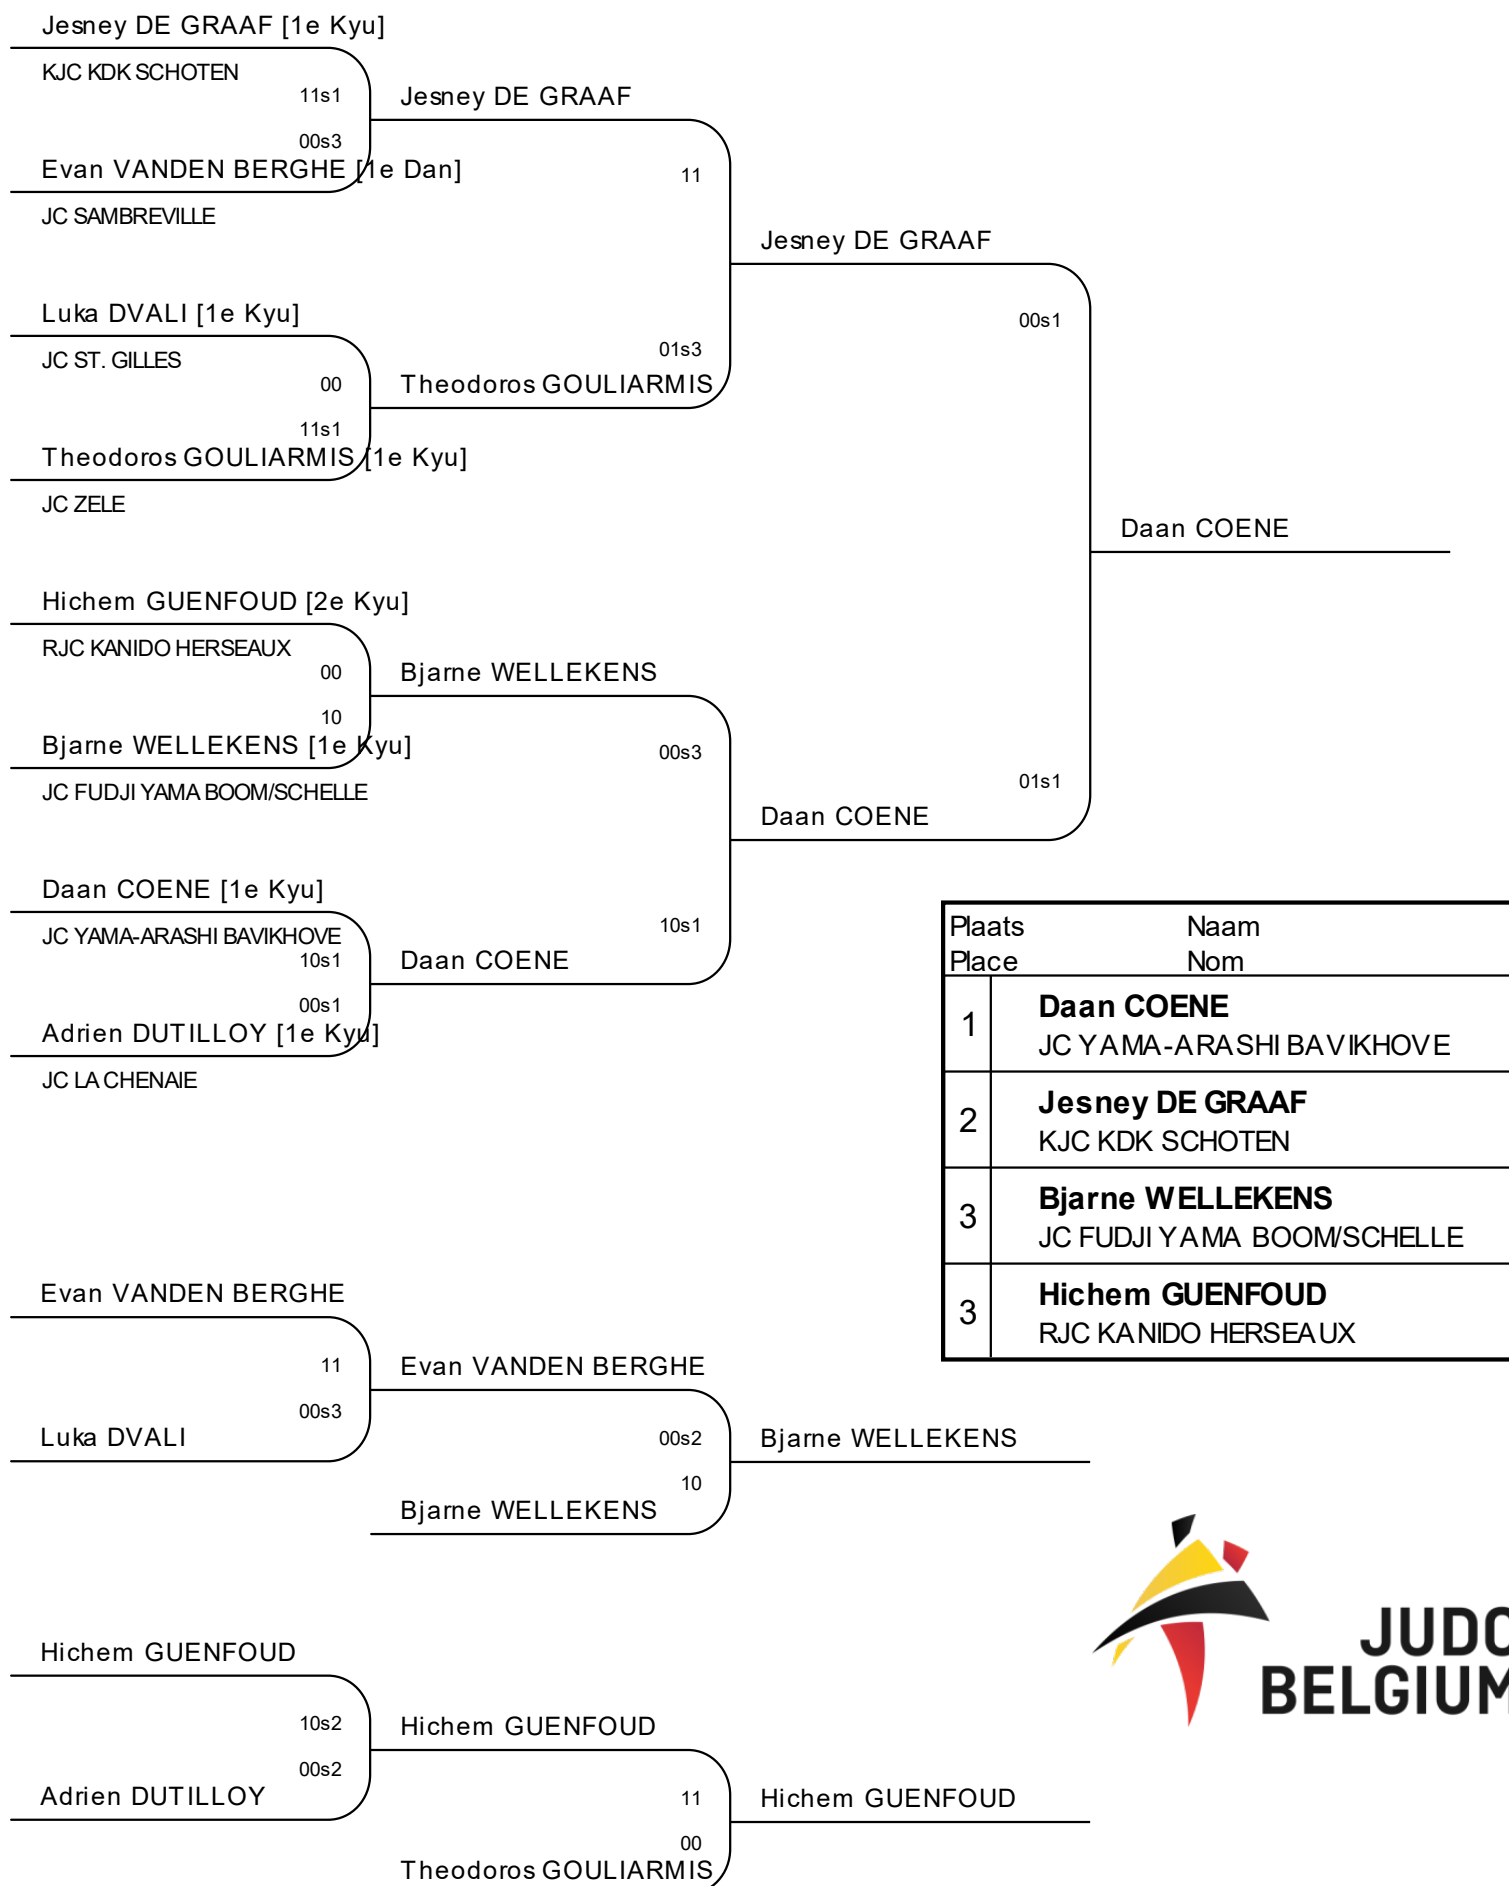 Jesney DE GRAAF [1e Kyu]
KJC KDK SCHOTEN
11s1
Jesney DE GRAAF
00s3
Evan VANDEN BERGHE [1e Dan]
11
JC SAMBREVILLE
Jesney DE GRAAF
Luka DVALI [1e Kyu]
00s1
JC ST. GILLES
01s3
00
Theodoros GOULIARMIS
11s1
Theodoros GOULIARMIS [1e Kyu]
JC ZELE
Daan COENE
Hichem GUENFOUD [2e Kyu]
RJC KANIDO HERSEAUX
00
Bjarne WELLEKENS
10
Bjarne WELLEKENS [1e Kyu]
00s3
JC FUDJI YAMA BOOM/SCHELLE
01s1
Daan COENE
Daan COENE [1e Kyu]
JC YAMA-ARASHI BAVIKHOVE
10s1
10s1
Daan COENE
00s1
Adrien DUTILLOY [1e Kyu]
JC LA CHENAIE
Plaats Naam
Place Nom
1 Daan COENE
JC YAMA-ARASHI BAVIKHOVE
2 Jesney DE GRAAF
KJC KDK SCHOTEN
3 Bjarne WELLEKENS
JC FUDJI YAMA BOOM/SCHELLE
3 Hichem GUENFOUD
RJC KANIDO HERSEAUX
Evan VANDEN BERGHE
11
Evan VANDEN BERGHE
00s3
Luka DVALI
00s2
Bjarne WELLEKENS
10
Bjarne WELLEKENS
JUDO
BELGIUM
Hichem GUENFOUD
10s2
Hichem GUENFOUD
00s2
Adrien DUTILLOY
11
Hichem GUENFOUD
00
Theodoros GOULIARMIS